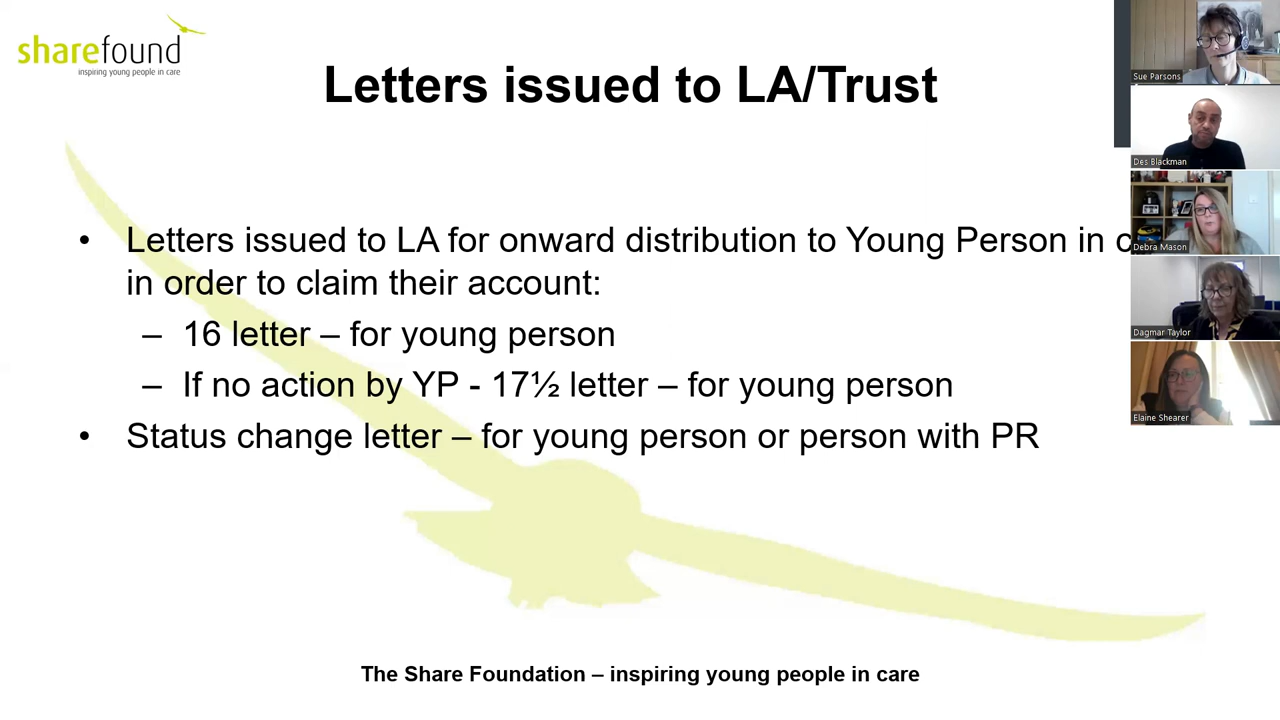 sharefound
inspiring young people in care
Letters issued to LA/Trust
• Letters issued to LA for onward distribution to Young Person in
in order to claim their account:
– 16 letter – for young person
– If no action by YP - 17½ letter – for young person
• Status change letter – for young person or person with PR
The Share Foundation – inspiring young people in care
Sue Parsons
Des Blackman
Debra Mason
Dagmar Taylor
Elaine Shearer